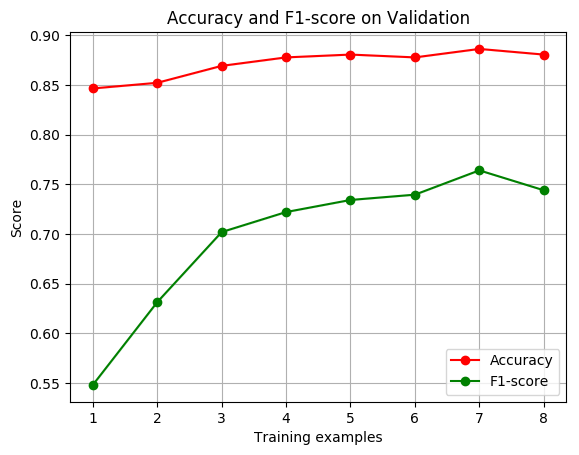 Accuracy and F1-score on Validation
0.90
0.85
0.80
0.75
0.70
0.65
0.60
0.55
Score
Accuracy
F1-score
1 2 3 4 5 6 7 8
Training examples